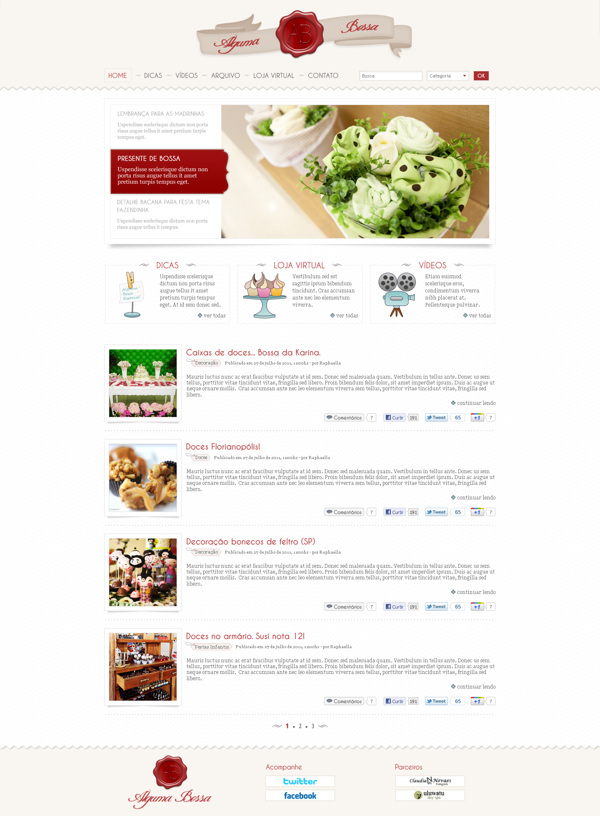 Alguma Bossa
HOME DICAS VÍDEOS ARQUIVO LOJA VIRTUAL CONTATO
Busca Categoria OK
LEMBRANÇA PARA AS MADRINHAS
Uspendisse scelerisque dictum non porta
risus augue tellus it amet pretium turpis
tempus eget.
PRESENTE DE BOSSA
Uspendisse scelerisque dictum non
porta risus augue tellus it amet
pretium turpis tempus eget.
DETALHE BACANA PARA FESTA TEMA
FAZENDINHA
Uspendisse scelerisque dictum non porta
risus augue tellus it tempus.
DICAS
Uspendisse scelerisque
dictum non porta risus
augue tellus it amet
pretium turpis tempus
eget. At id sem donec
ver todas
LOJA VIRTUAL
Vestibulum sed est
sagittis ipsum bibendum
tincidunt. Cras accumsan
ante nec leo elementum
viverra.
ver todas
VÍDEOS
Etiam euismod
scelerisque eros,
condimentum viverra
nibh placerat at.
Pellentesque pulvinar.
ver todas
Caixas de doces... Bossa da Karina.
Decoração Publicado em 27 de julho de 2011, 12h08 - por Raphaella
Mauris luctus nunc ac erat faucibus vulputate at id sem. Donec sed malesuada quam. Vestibulum in tellus ante. Donec sem
tellus, porttitor vitae tincidunt vitae, fringilla sed libero. Proin bibendum felis dolor, sit amet imperdiet ipsum. Duis ac augue ut
neque ornare mollis. Cras accumsan ante nec leo elementum viverra sem tellus, porttitor vitae tincidunt vitae, fringilla sed
libero.
continuar lendo
Comentários 7 Curtir 191 Tweet 65 +1 7
Doces Florianopólis!
Doces Publicado em 27 de julho de 2011, 12h08 - por Raphaella
Mauris luctus nunc ac erat faucibus vulputate at id sem. Donec sed malesuada quam. Vestibulum in tellus ante. Donec sem
tellus, porttitor vitae tincidunt vitae, fringilla sed libero. Proin bibendum felis dolor, sit amet imperdiet ipsum. Duis ac augue ut
neque ornare mollis. Cras accumsan ante nec leo elementum viverra sem tellus, porttitor vitae tincidunt vitae, fringilla sed
libero.
continuar lendo
Comentários 7 Curtir 191 Tweet 65 +1 7
Decoração bonecos de feltro (SP)
Decoração Publicado em 27 de julho de 2011, 12h08 - por Raphaella
Mauris luctus nunc ac erat faucibus vulputate at id sem. Donec sed malesuada quam. Vestibulum in tellus ante. Donec sem
tellus, porttitor vitae tincidunt vitae, fringilla sed libero. Proin bibendum felis dolor, sit amet imperdiet ipsum. Duis ac augue ut
neque ornare mollis. Cras accumsan ante nec leo elementum viverra sem tellus, porttitor vitae tincidunt vitae, fringilla sed
libero.
continuar lendo
Comentários 7 Curtir 191 Tweet 65 +1 7
Doces no armário, Susi nota 12!
Festas Infantis Publicado em 27 de julho de 2011, 12h08 - por Raphaella
Mauris luctus nunc ac erat faucibus vulputate at id sem. Donec sed malesuada quam. Vestibulum in tellus ante. Donec sem
tellus, porttitor vitae tincidunt vitae, fringilla sed libero. Proin bibendum felis dolor, sit amet imperdiet ipsum. Duis ac augue ut
neque ornare mollis. Cras accumsan ante nec leo elementum viverra sem tellus, porttitor vitae tincidunt vitae, fringilla sed
libero.
continuar lendo
Comentários 7 Curtir 191 Tweet 65 +1 7
1 • 2 • 3
Alguma Bossa
Acompanhe
twitter
facebook
Parceiros
Claudia Novaes
uluwatu
day spa